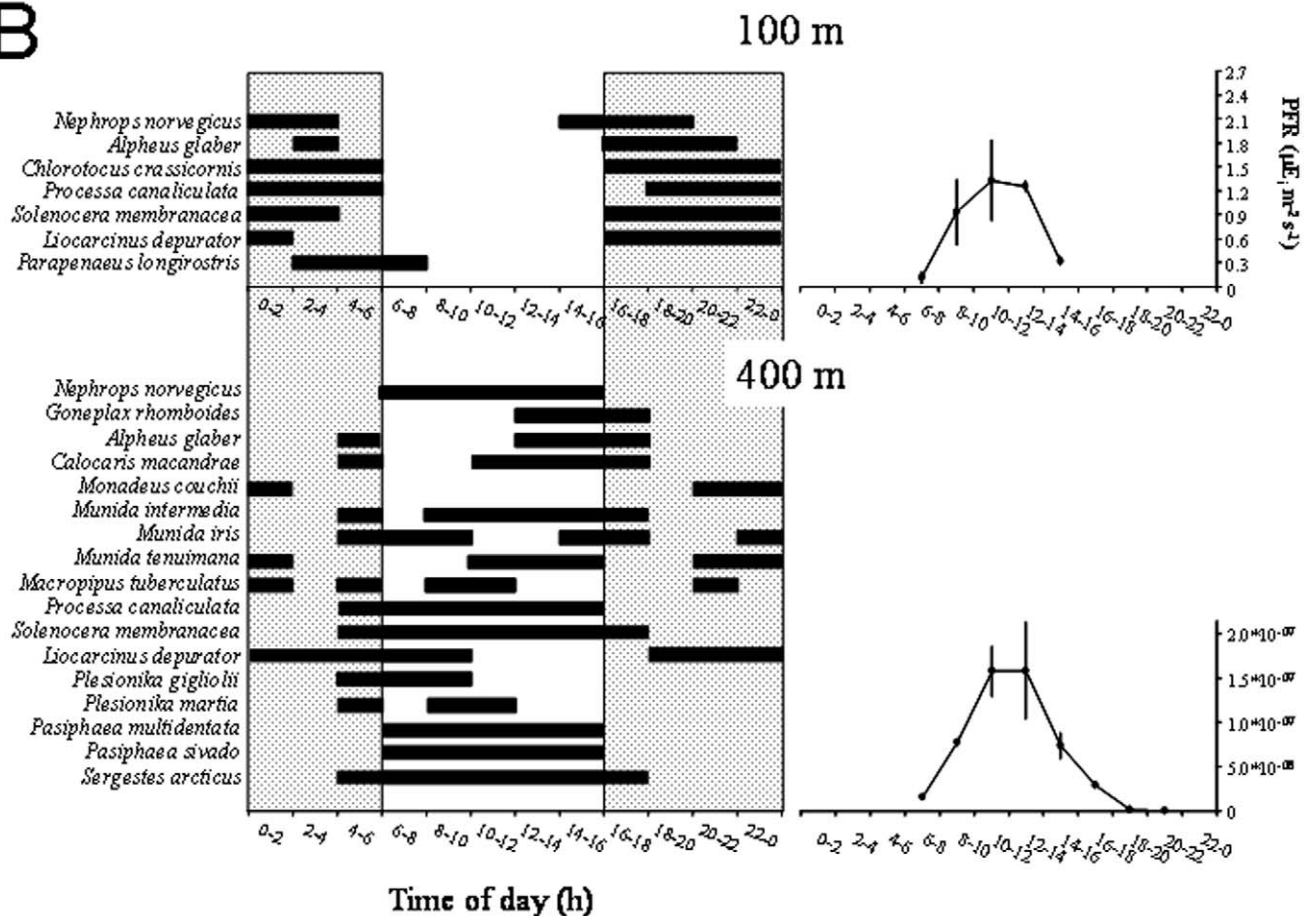 B
100 m
Nephrops norvegicus
Alpheus glaber
Chlorotocus crassicornis
Processa canaliculata
Solenocera membranacea
Liocarcinus depurator
Parapenaeus longirostris
0-2 2-4 4-6 6-8 8-10 10-12 12-14 14-16 16-18 18-20 20-22 22-0
2.7
2.4
2.1
1.8
1.5
1.2
0.9
0.6
0.3
0
PFR (µE; m-2 s-1)
0-2 2-4 4-6 6-8 8-10 10-12 12-14 14-16 16-18 18-20 20-22 22-0
400 m
Nephrops norvegicus
Goneplax rhomboides
Alpheus glaber
Calocaris macandrae
Monadeus couchii
Munida intermedia
Munida iris
Munida tenuimana
Macropipus tuberculatus
Processa canaliculata
Solenocera membranacea
Liocarcinus depurator
Plesionika gigliolii
Plesionika martia
Pasiphaea multidentata
Pasiphaea sivado
Sergestes arcticus
0-2 2-4 4-6 6-8 8-10 10-12 12-14 14-16 16-18 18-20 20-22 22-0
2.0*10-07
1.5*10-07
1.0*10-07
5.0*10-08
0
0-2 2-4 4-6 6-8 8-10 10-12 12-14 14-16 16-18 18-20 20-22 22-0
Time of day (h)